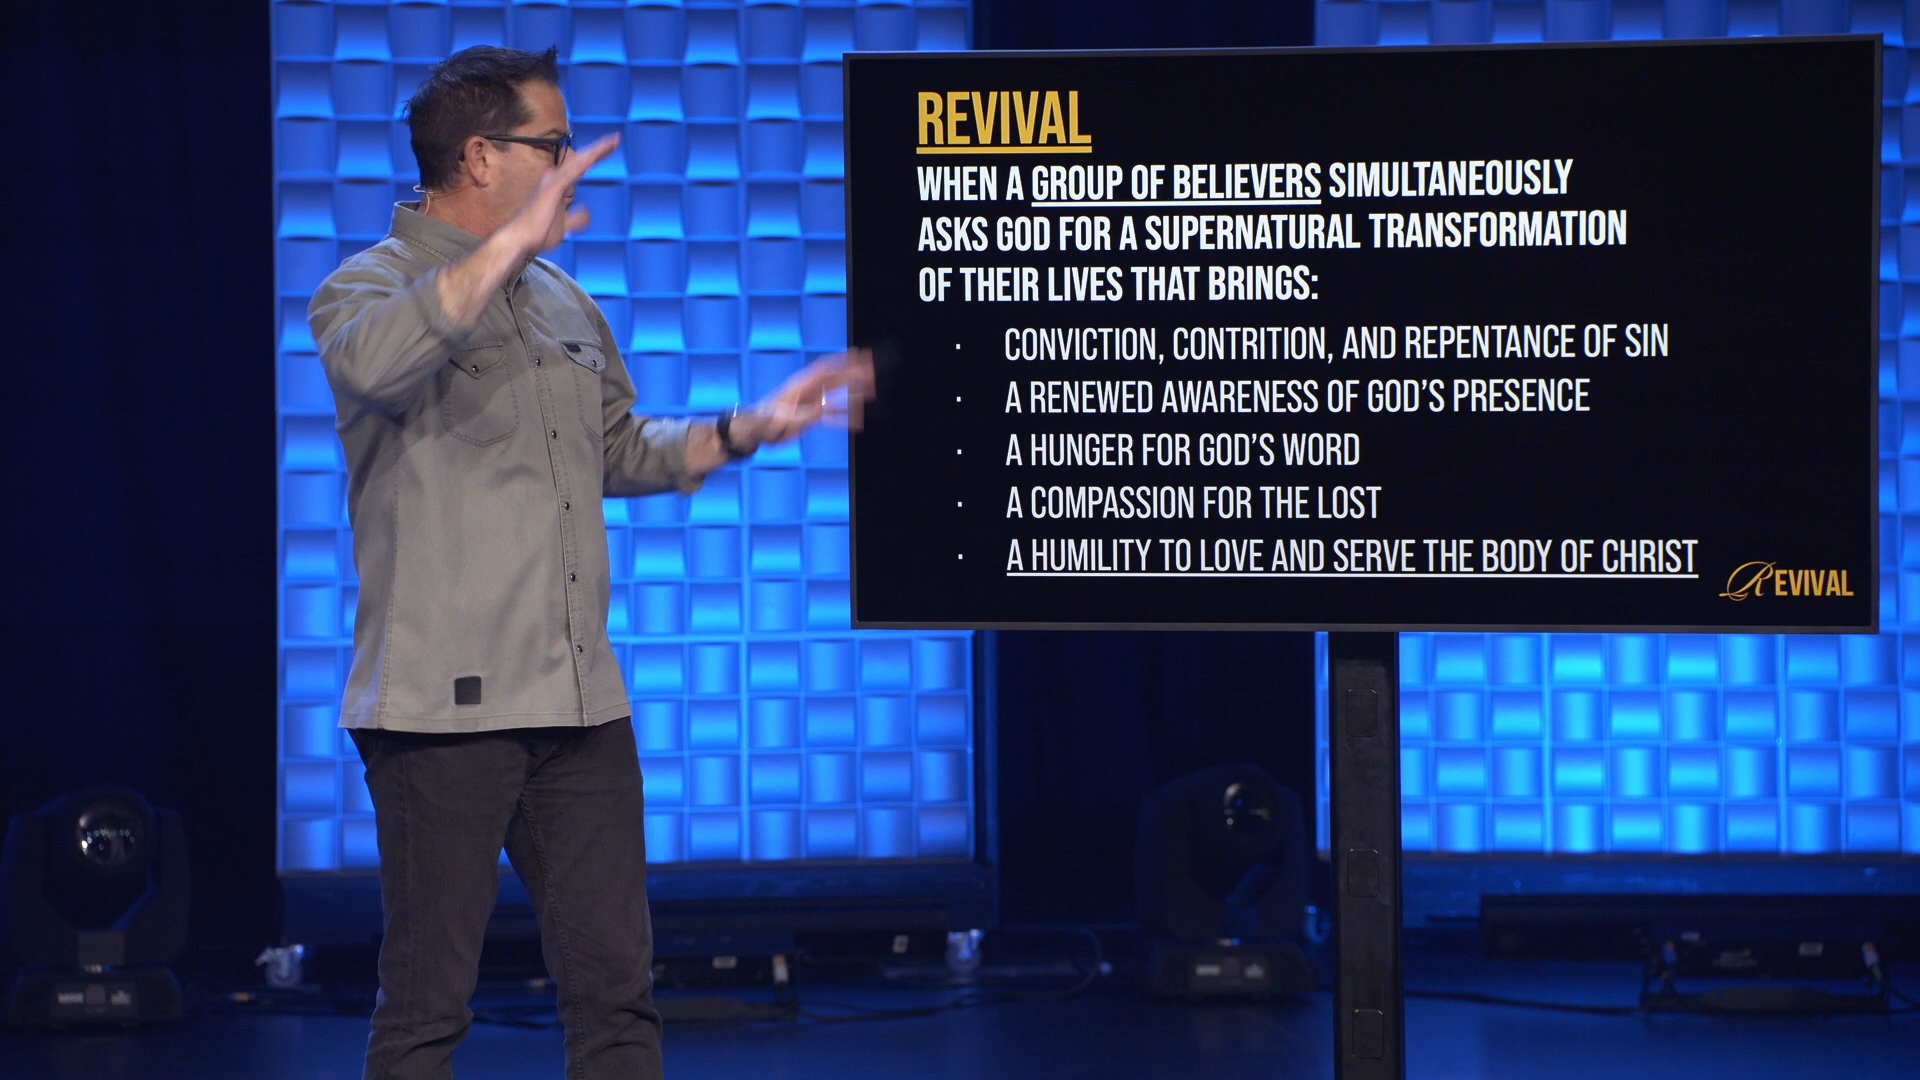 REVIVAL
WHEN A GROUP OF BELIEVERS SIMULTANEOUSLY
ASKS GOD FOR A SUPERNATURAL TRANSFORMATION
OF THEIR LIVES THAT BRINGS:
· CONVICTION, CONTRITION, AND REPENTANCE OF SIN
· A RENEWED AWARENESS OF GOD’S PRESENCE
· A HUNGER FOR GOD’S WORD
· A COMPASSION FOR THE LOST
· A HUMILITY TO LOVE AND SERVE THE BODY OF CHRIST
REVIVAL